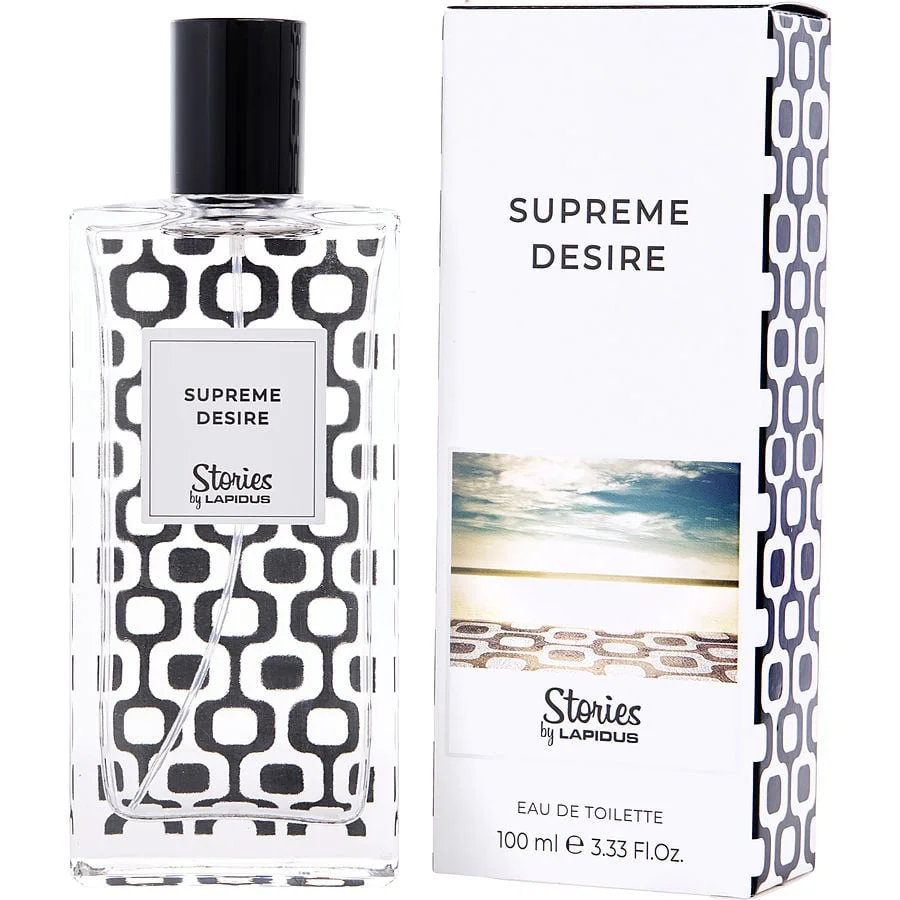 SUPREME
DESIRE
Stories
by LAPIDUS
SUPREME
DESIRE
Stories
by LAPIDUS
EAU DE TOILETTE
100 ml ℮ 3.33 Fl.Oz.